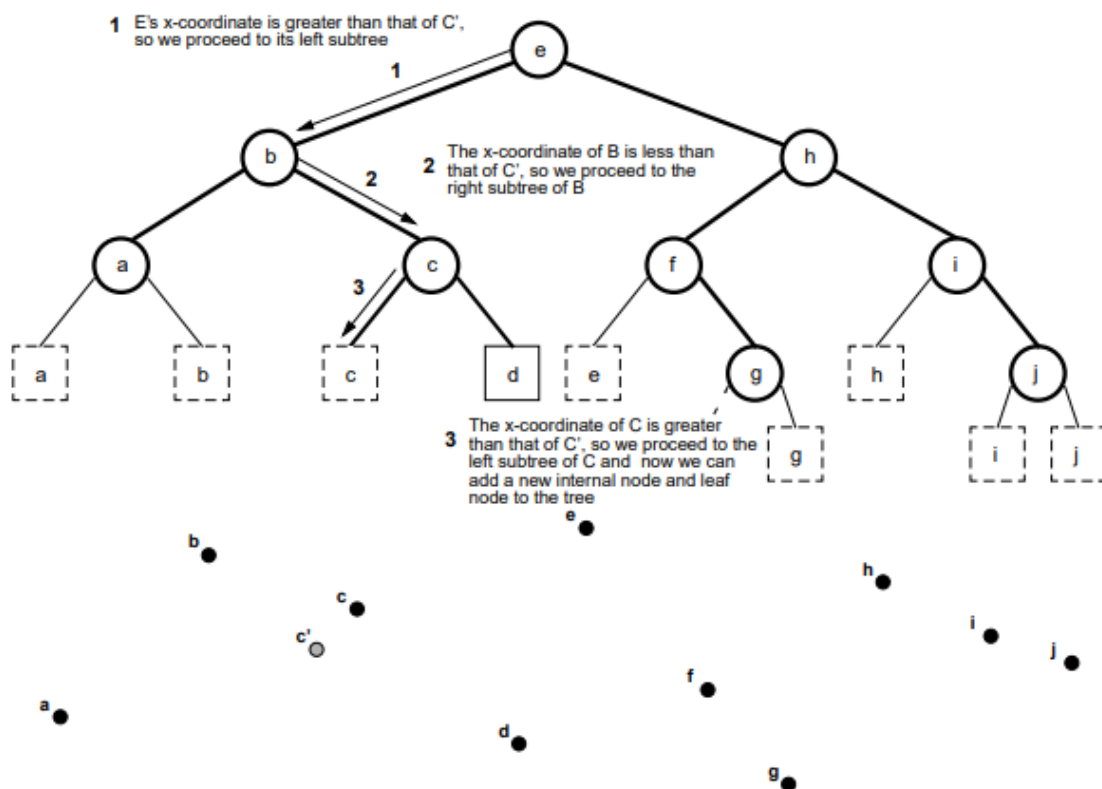 1 E's x-coordinate is greater than that of C',
so we proceed to its left subtree
e
1
b
2
2 The x-coordinate of B is less than
that of C', so we proceed to the
right subtree of B
h
a
c
3
f
i
a
b
c
d
e
g
h
j
3 The x-coordinate of C is greater
than that of C', so we proceed to the
left subtree of C and now we can
add a new internal node and leaf
node to the tree
g
i
j
e
b
h
c
c'
i
j
f
a
d
g